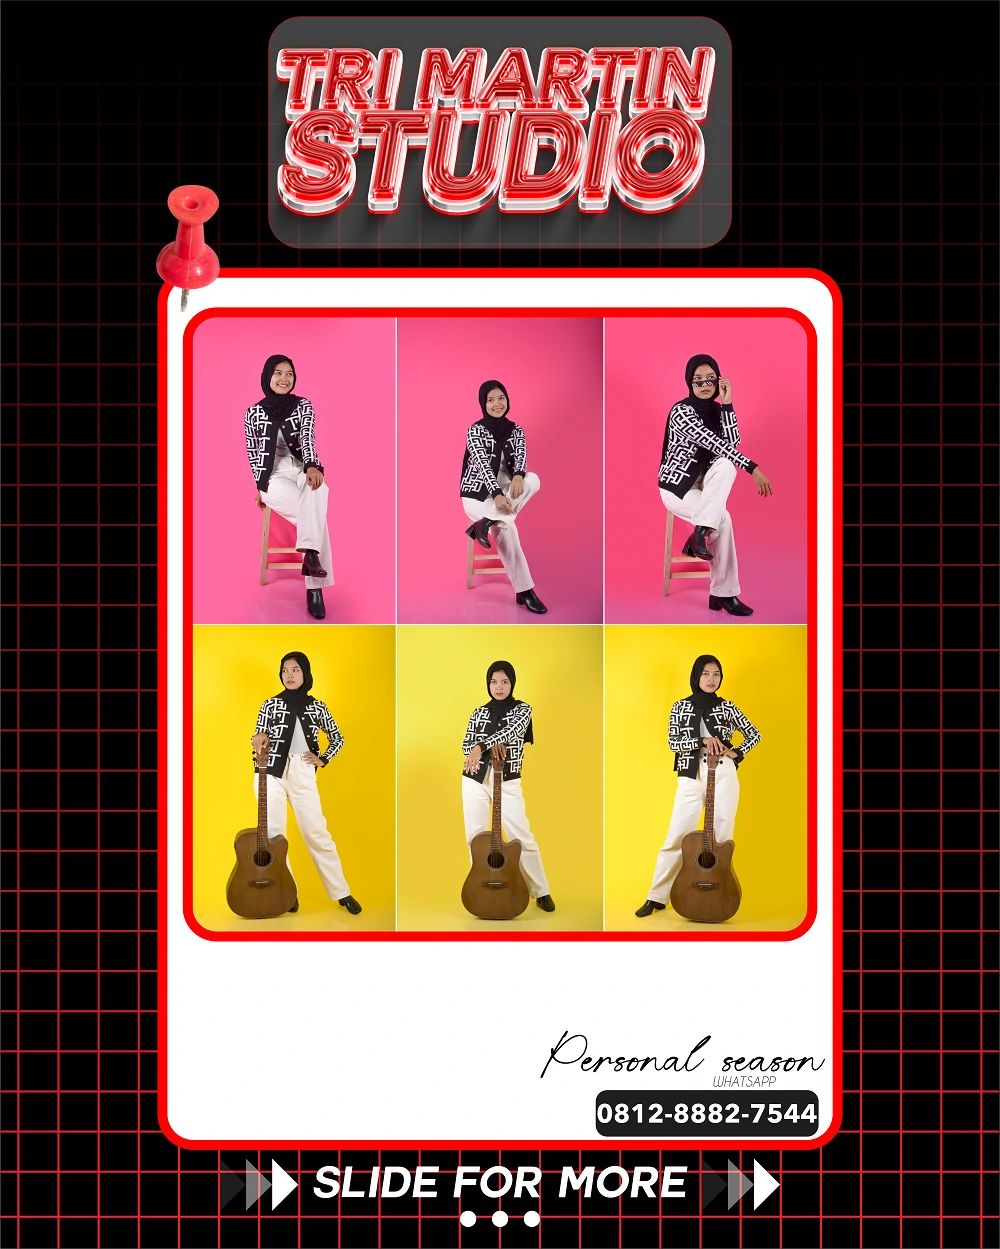 TRI MARTIN
STUDIO
Personal season
WHATSAPP
0812-8882-7544
SLIDE FOR MORE